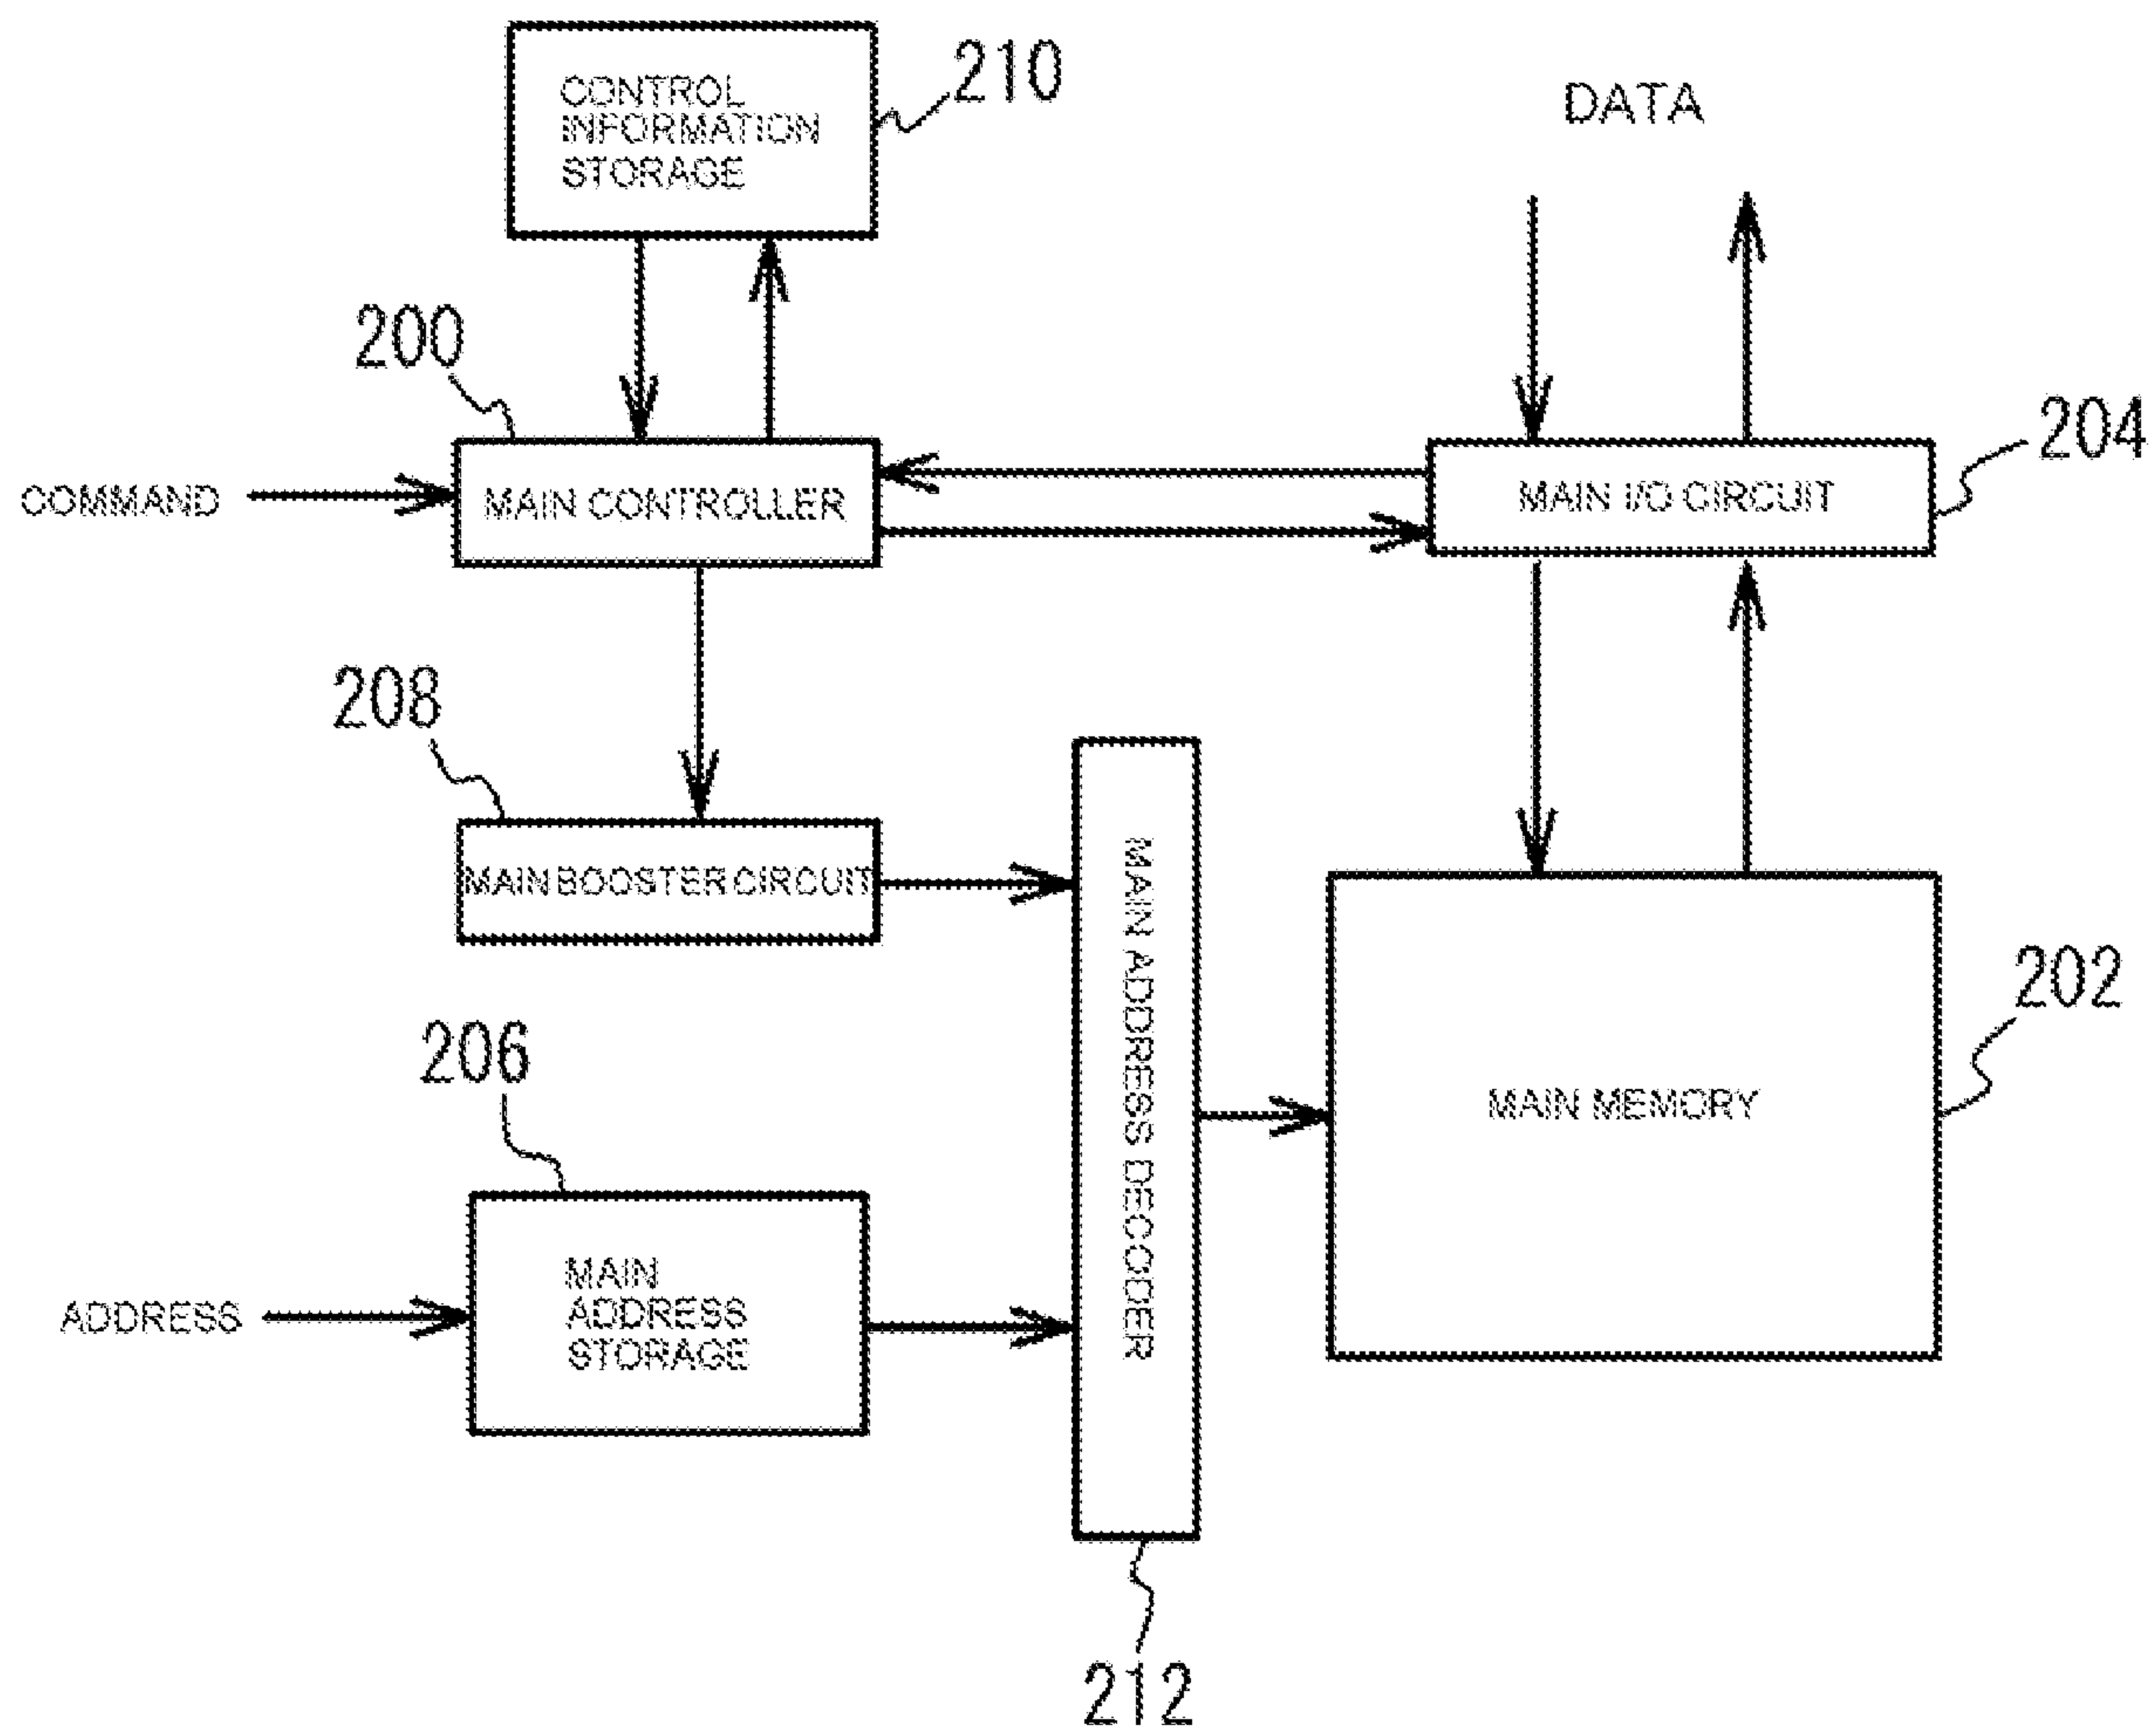 CONTROL
INFORMATION
STORAGE
210
DATA
200
COMMAND
MAIN CONTROLLER
MAIN I/O CIRCUIT
204
208
MAIN BOOSTER CIRCUIT
MAIN ADDRESS DECODER
206
MAIN MEMORY
202
ADDRESS
MAIN
ADDRESS
STORAGE
212